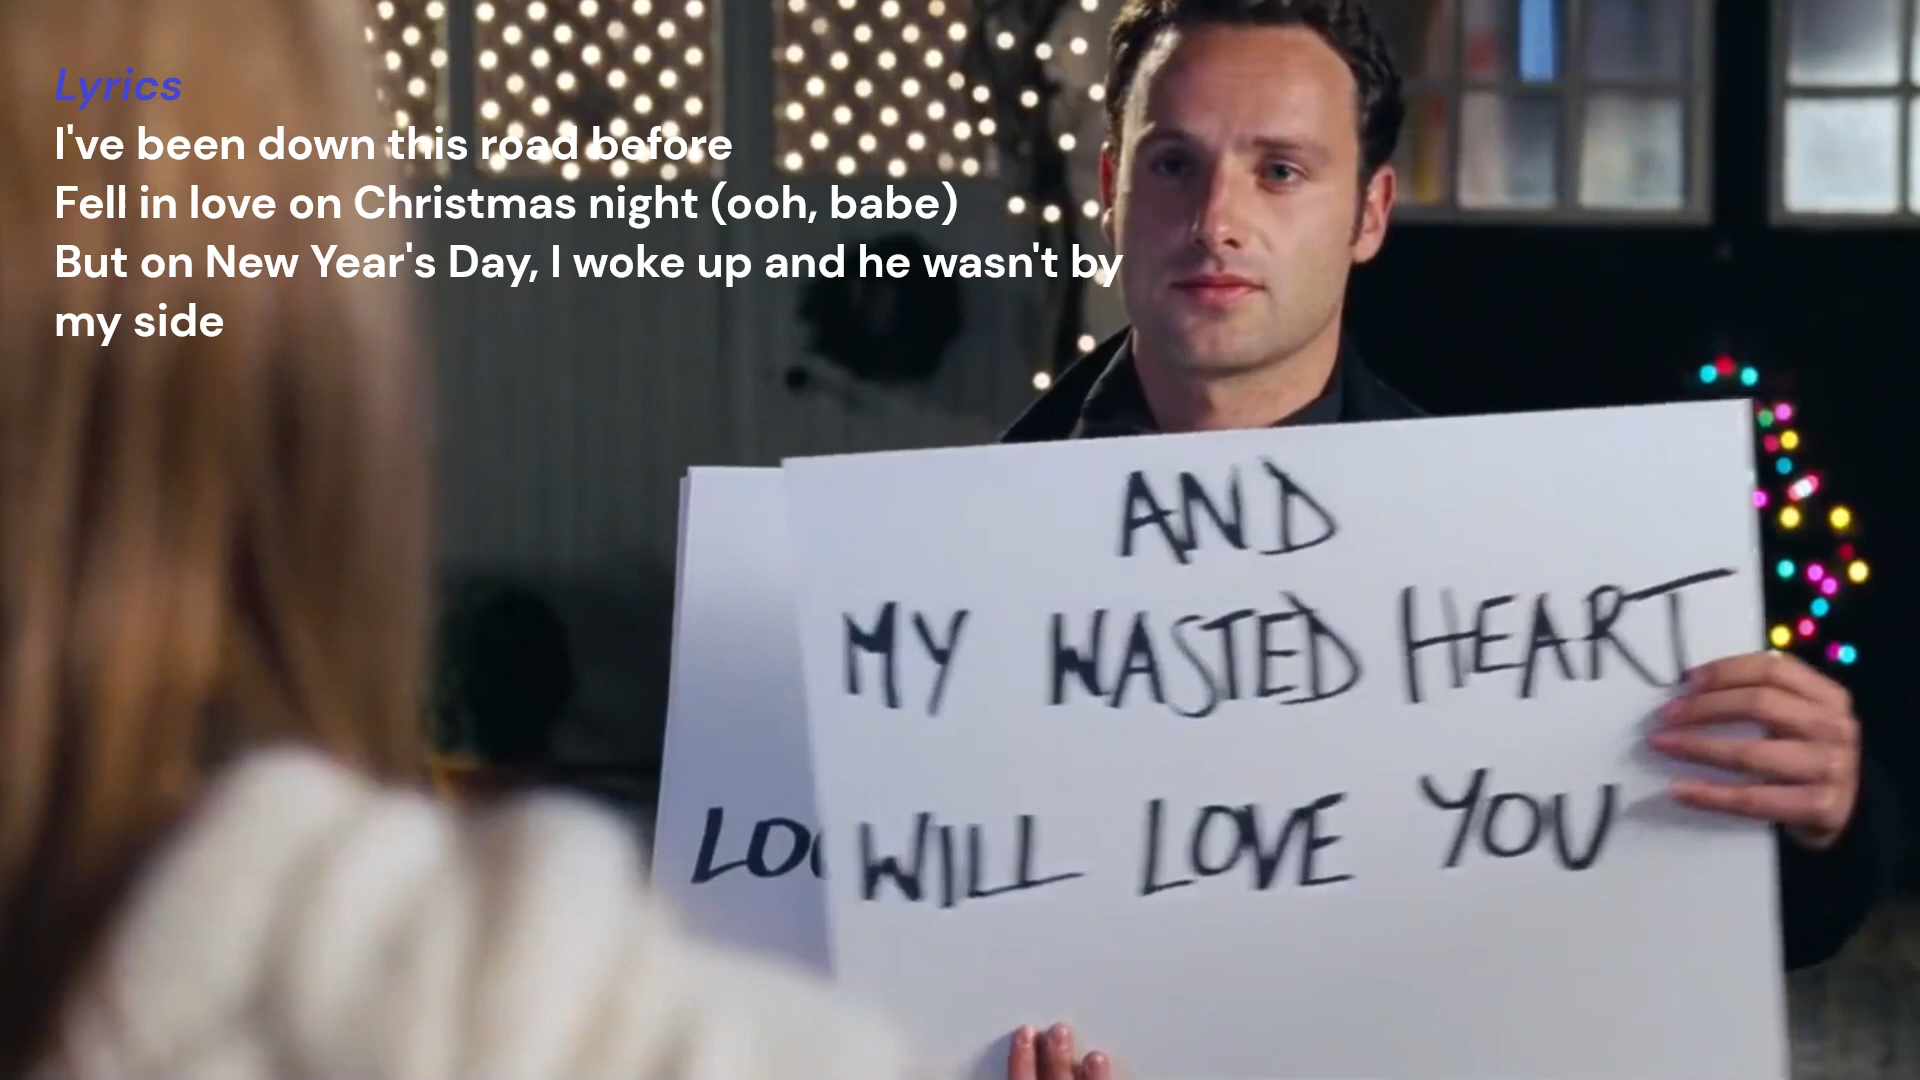 Lyrics
I've been down this road before
Fell in love on Christmas night (ooh, babe)
But on New Year's Day, I woke up and he wasn't by
my side
AND
MY WASTED HEART
WILL LOVE YOU
LO